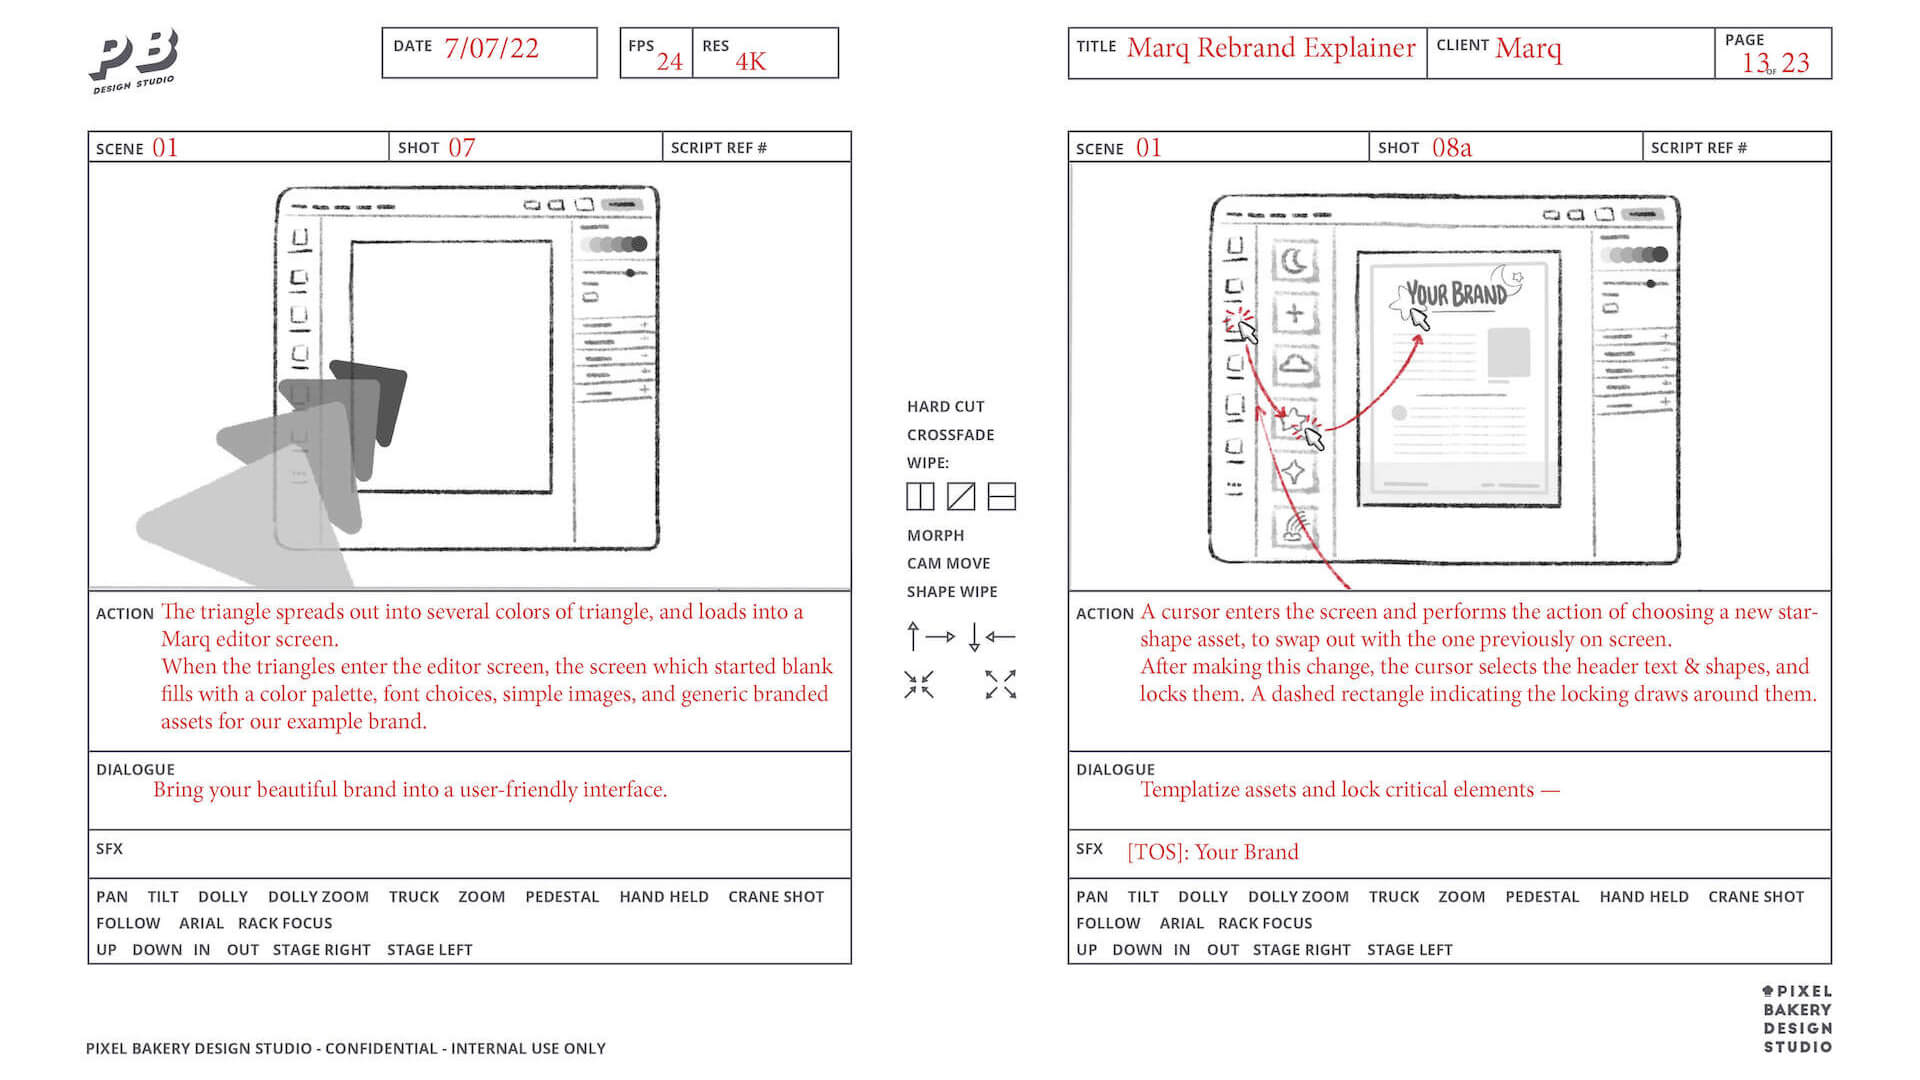 PB
DESIGN STUDIO
DATE 7/07/22
FPS 24
RES 4K
TITLE Marq Rebrand Explainer
CLIENT Marq
PAGE 13 OF 23
SCENE 01
SHOT 07
SCRIPT REF #
ACTION The triangle spreads out into several colors of triangle, and loads into a
Marq editor screen.
When the triangles enter the editor screen, the screen which started blank
fills with a color palette, font choices, simple images, and generic branded
assets for our example brand.
DIALOGUE
Bring your beautiful brand into a user-friendly interface.
SFX
PAN TILT DOLLY DOLLY ZOOM TRUCK ZOOM PEDESTAL HAND HELD CRANE SHOT
FOLLOW ARIAL RACK FOCUS
UP DOWN IN OUT STAGE RIGHT STAGE LEFT
HARD CUT
CROSSFADE
WIPE:
MORPH
CAM MOVE
SHAPE WIPE
SCENE 01
SHOT 08a
SCRIPT REF #
YOUR BRAND
ACTION A cursor enters the screen and performs the action of choosing a new star-
shape asset, to swap out with the one previously on screen.
After making this change, the cursor selects the header text & shapes, and
locks them. A dashed rectangle indicating the locking draws around them.
DIALOGUE
Templatize assets and lock critical elements —
SFX [TOS]: Your Brand
PAN TILT DOLLY DOLLY ZOOM TRUCK ZOOM PEDESTAL HAND HELD CRANE SHOT
FOLLOW ARIAL RACK FOCUS
UP DOWN IN OUT STAGE RIGHT STAGE LEFT
PIXEL BAKERY DESIGN STUDIO - CONFIDENTIAL - INTERNAL USE ONLY
PIXEL
BAKERY
DESIGN
STUDIO